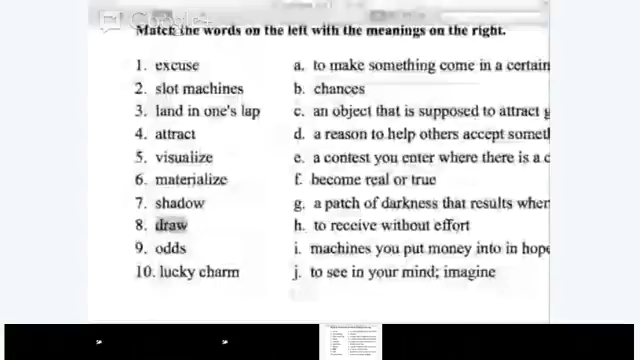 Google+
Match the words on the left with the meanings on the right.
1. excuse a. to make something come in a certain
2. slot machines b. chances
3. land in one's lap c. an object that is supposed to attract g
4. attract d. a reason to help others accept someth
5. visualize e. a contest you enter where there is a c
6. materialize f. become real or true
7. shadow g. a patch of darkness that results when
8. draw h. to receive without effort
9. odds i. machines you put money into in hope
10. lucky charm j. to see in your mind; imagine